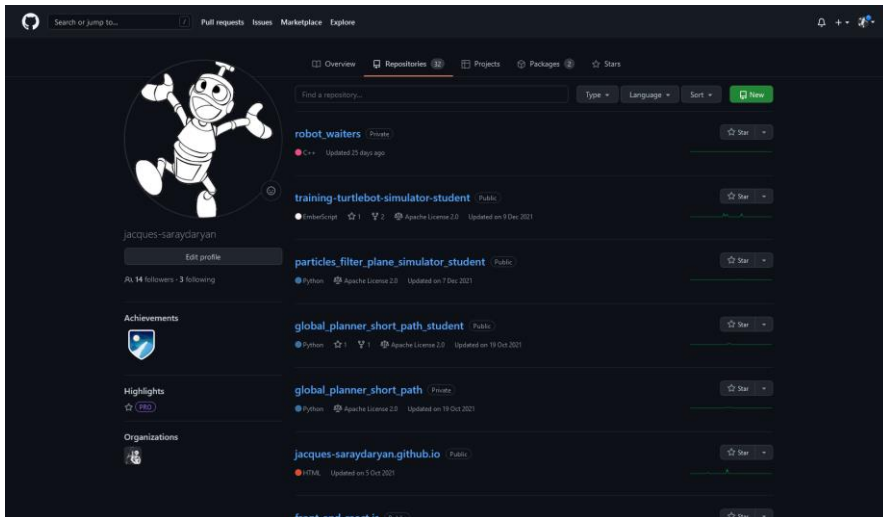 Search or jump to... /
Pull requests Issues Marketplace Explore
Overview Repositories 32 Projects Packages 2 Stars
Find a repository... Type Language Sort New
robot_waiters Private Star
C++ Updated 25 days ago
training-turtlebot-simulator-student Public Star
EmberScript 1 2 Apache License 2.0 Updated on 9 Dec 2021
jacques-saraydaryan
Edit profile
14 followers · 3 following
particles_filter_plane_simulator_student Public Star
Python Apache License 2.0 Updated on 7 Dec 2021
Achievements
global_planner_short_path_student Public Star
Python 1 1 Apache License 2.0 Updated on 19 Oct 2021
Highlights
PRO
global_planner_short_path Private Star
Python Apache License 2.0 Updated on 19 Oct 2021
Organizations
jacques-saraydaryan.github.io Public Star
HTML Updated on 5 Oct 2021
Star